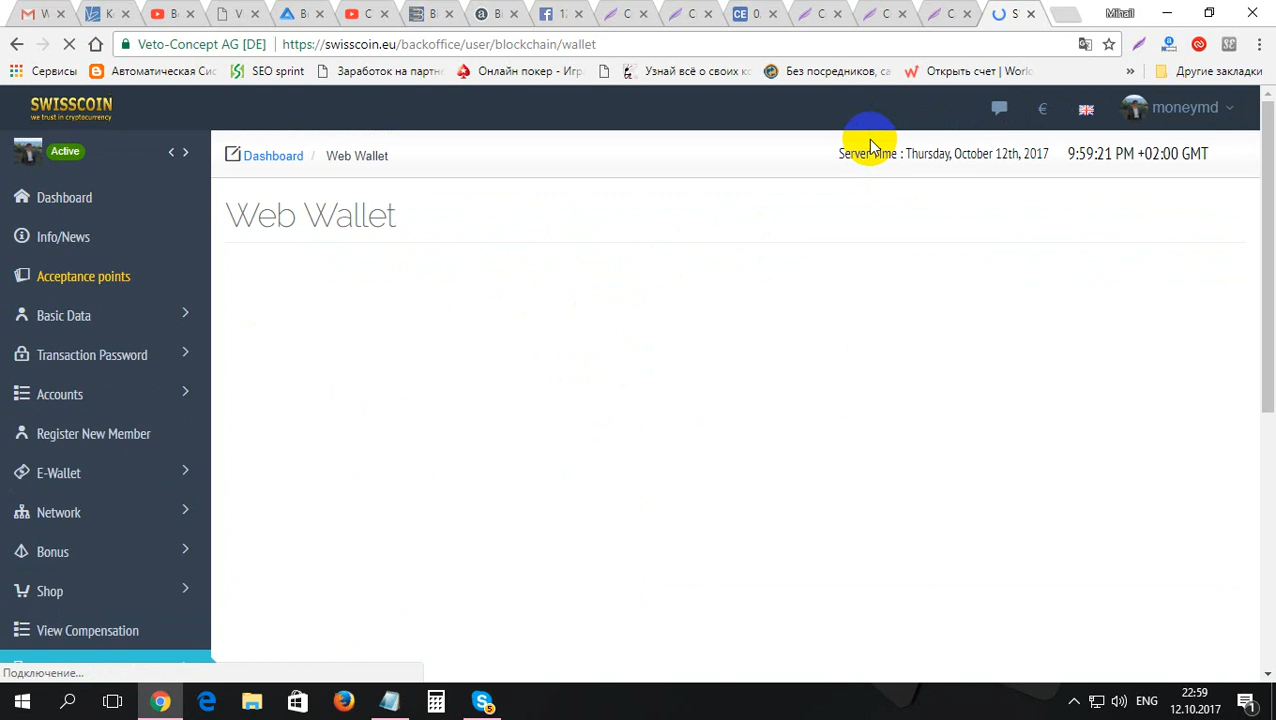 Mihail
Veto-Concept AG [DE]
https://swisscoin.eu/backoffice/user/blockchain/wallet
Сервисы
Автоматическая Сис
SEO sprint
Заработок на партне
Онлайн покер - Игра
Узнай всё о своих кс
Без посредников, са
Открыть счет | Worl
»
Другие закладки
SWISSCOIN
we trust in cryptocurrency
€
moneymd
Active
Dashboard / Web Wallet
Server Time : Thursday, October 12th, 2017
9:59:21 PM +02:00 GMT
Web Wallet
Dashboard
Info/News
Acceptance points
Basic Data
Transaction Password
Accounts
Register New Member
E-Wallet
Network
Bonus
Shop
View Compensation
Подключение...
ENG
22:59
12.10.2017